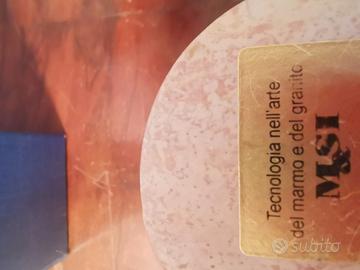 Tecnologia nell'arte
del marmo e del granito
M&SI
subito